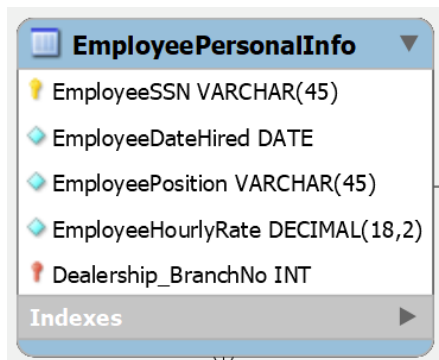 EmployeePersonalInfo
EmployeeSSN VARCHAR(45)
EmployeeDateHired DATE
EmployeePosition VARCHAR(45)
EmployeeHourlyRate DECIMAL(18,2)
Dealership_BranchNo INT
Indexes